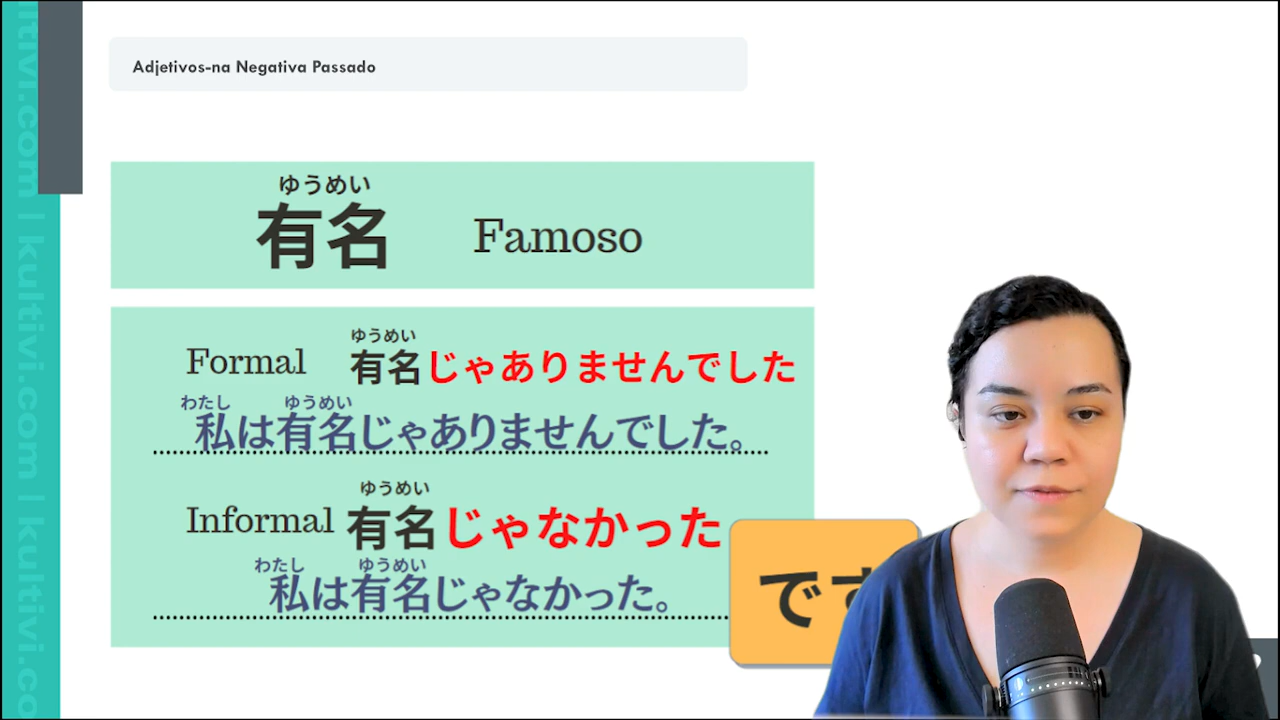 Adjetivos-na Negativa Passado
ゆうめい
有名 Famoso
ゆうめい
Formal 有名じゃありませんでした
わたし ゆうめい
私は有名じゃありませんでした。
ゆうめい
Informal 有名じゃなかった
わたし ゆうめい
私は有名じゃなかった。
で
kultivi.com | kultivi.com | kultivi.co